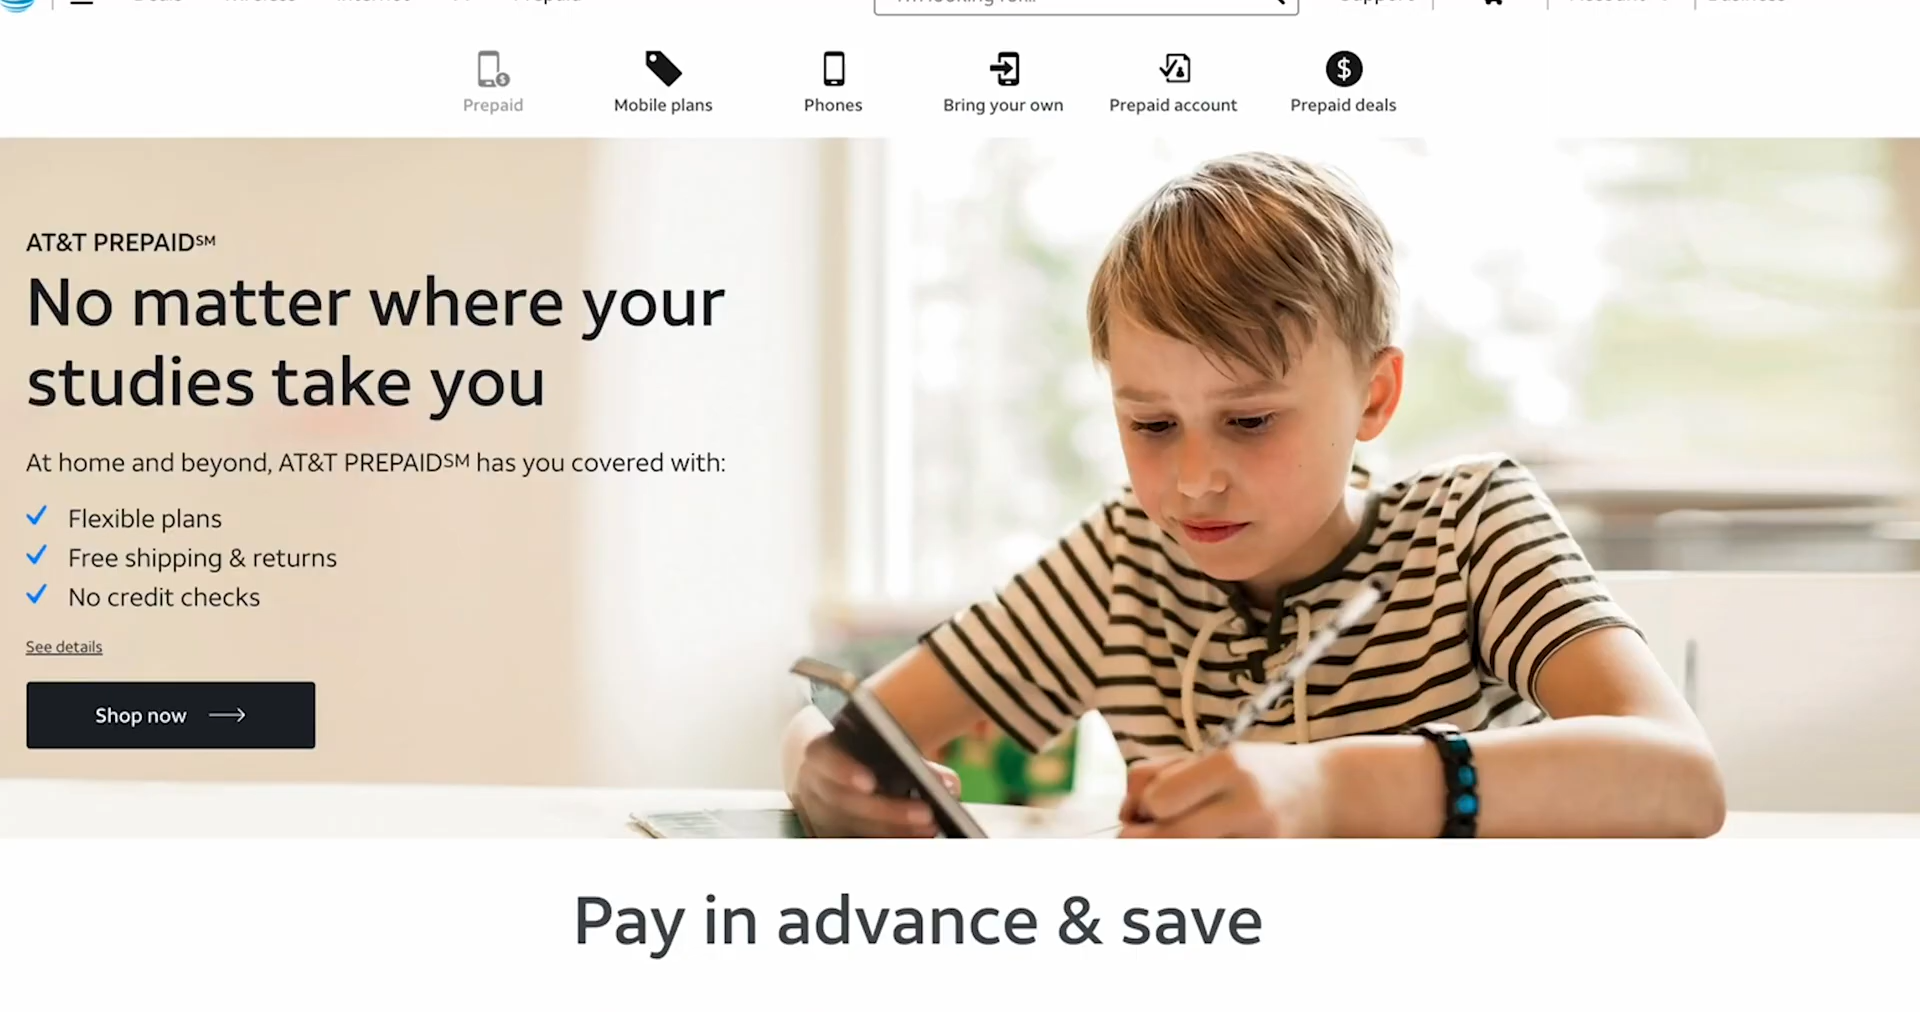 Prepaid
Mobile plans
Phones
Bring your own
Prepaid account
Prepaid deals
AT&T PREPAID℠
No matter where your
studies take you
At home and beyond, AT&T PREPAID℠ has you covered with:
Flexible plans
Free shipping & returns
No credit checks
See details
Shop now
Pay in advance & save